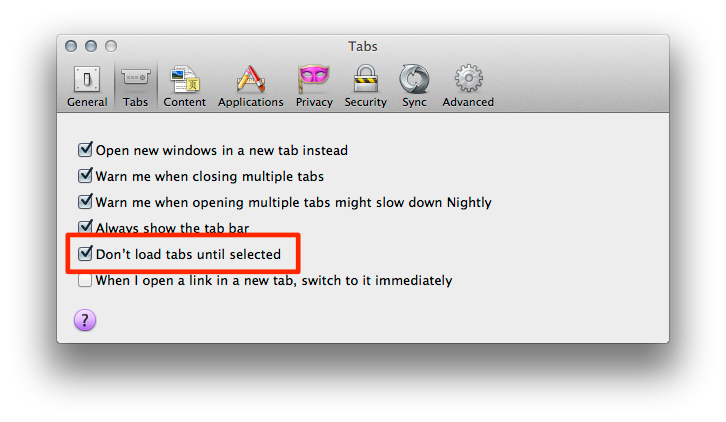 Tabs
General Tabs Content Applications Privacy Security Sync Advanced
Open new windows in a new tab instead
Warn me when closing multiple tabs
Warn me when opening multiple tabs might slow down Nightly
Always show the tab bar
Don't load tabs until selected
When I open a link in a new tab, switch to it immediately
?